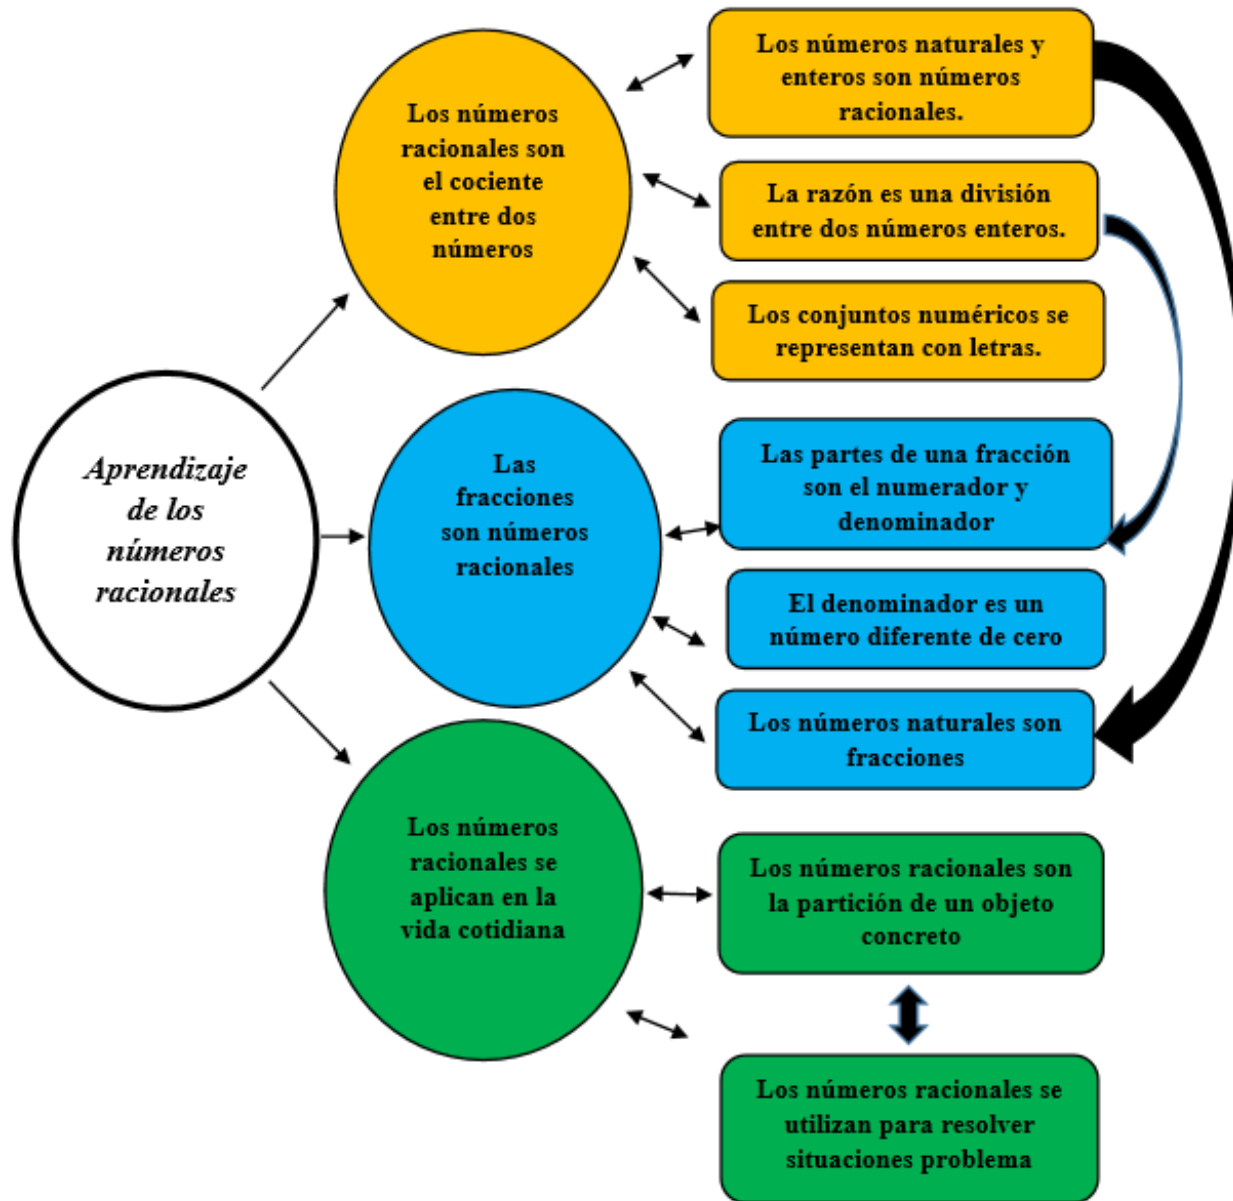 Aprendizaje
de los
números
racionales
Los números
racionales son
el cociente
entre dos
números
Los números naturales y
enteros son números
racionales.
La razón es una división
entre dos números enteros.
Los conjuntos numéricos se
representan con letras.
Las
fracciones
son números
racionales
Las partes de una fracción
son el numerador y
denominador
El denominador es un
número diferente de cero
Los números naturales son
fracciones
Los números
racionales se
aplican en la
vida cotidiana
Los números racionales son
la partición de un objeto
concreto
Los números racionales se
utilizan para resolver
situaciones problema